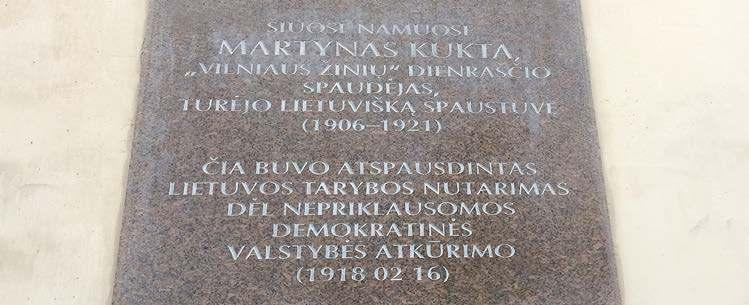 ŠIUOSE NAMUOSE
MARTYNAS KUKTA,
„VILNIAUS ŽINIŲ“ DIENRAŠČIO
SPAUDĖJAS,
TURĖJO LIETUVIŠKĄ SPAUSTUVĘ
(1906–1921)
ČIA BUVO ATSPAUSDINTAS
LIETUVOS TARYBOS NUTARIMAS
DĖL NEPRIKLAUSOMOS
DEMOKRATINĖS
VALSTYBĖS ATKŪRIMO
(1918 02 16)